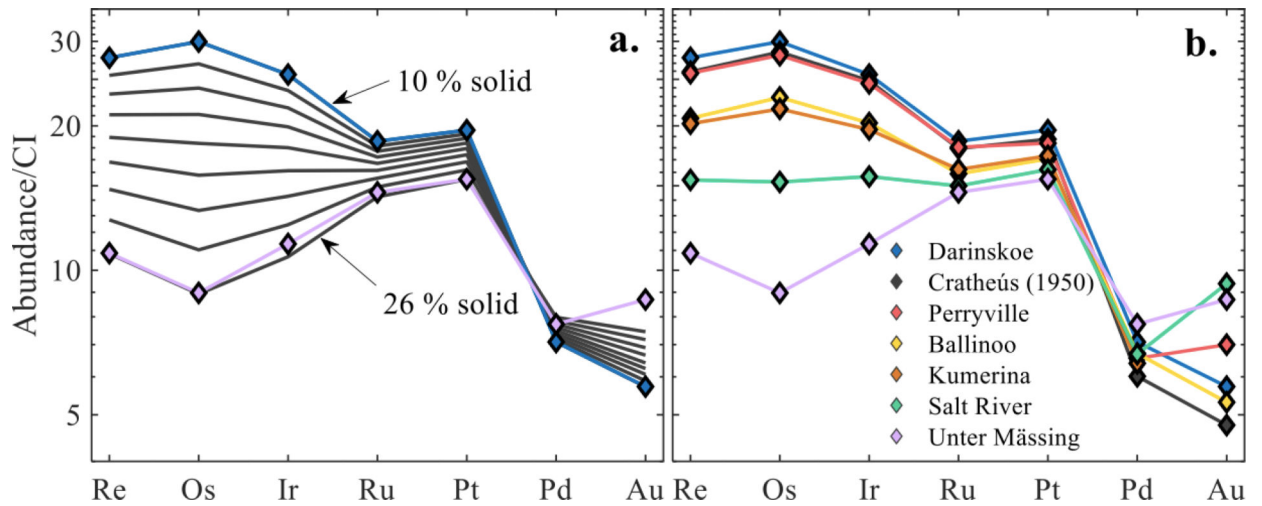 a.
b.
30
20
10
5
Abundance/CI
10 % solid
26 % solid
Darinskoe
Cratheús (1950)
Perryville
Ballinoo
Kumerina
Salt River
Unter Mässing
Re Os Ir Ru Pt Pd Au
Re Os Ir Ru Pt Pd Au